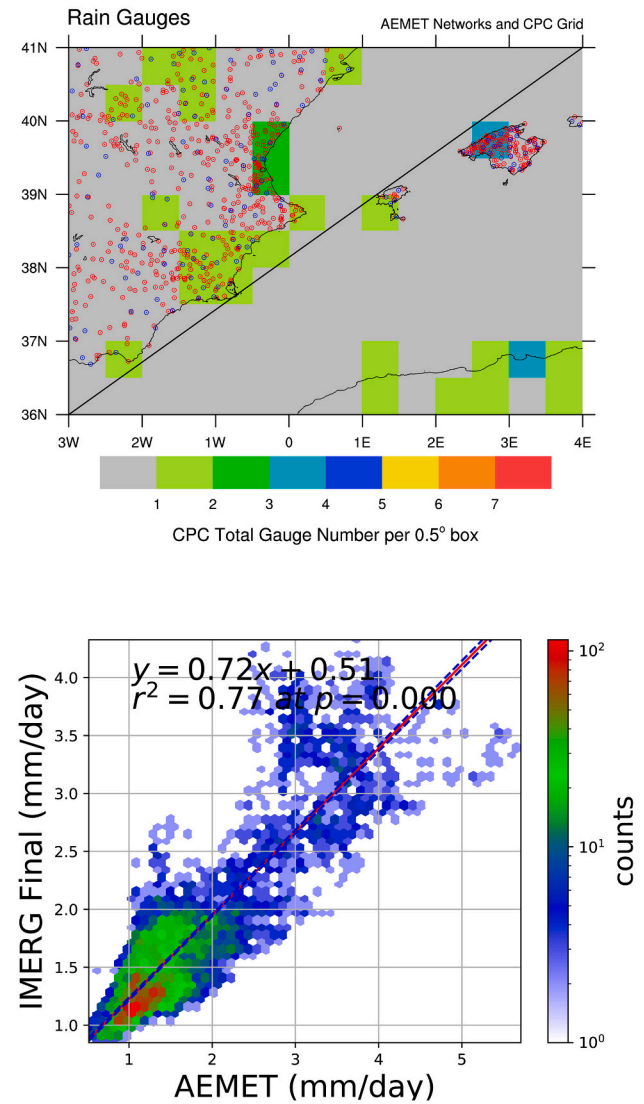 Rain Gauges
AEMET Networks and CPC Grid
41N
40N
39N
38N
37N
36N
3W 2W 1W 0 1E 2E 3E 4E
1 2 3 4 5 6 7
CPC Total Gauge Number per 0.5° box
y = 0.72x + 0.51
r² = 0.77 at p = 0.000
4.0
3.5
3.0
2.5
2.0
1.5
1.0
IMERG Final (mm/day)
1 2 3 4 5
AEMET (mm/day)
10²
10¹
10⁰
counts